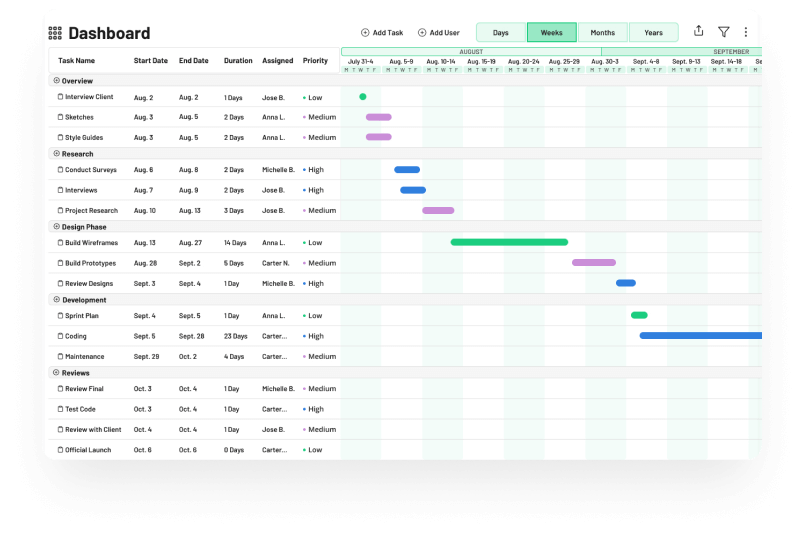 Dashboard
Add Task Add User Days Weeks Months Years
AUGUST SEPTEMBER
Task Name Start Date End Date Duration Assigned Priority July 31-4 Aug. 5-9 Aug. 10-14 Aug. 15-19 Aug. 20-24 Aug. 25-29 Aug. 30-3 Sept. 4-8 Sept. 9-13 Sept. 14-18 Se
M T W T F M T W T F M T W T F M T W T F M T W T F M T W T F M T W T F M T W T F M T W T F M T W T F M
Overview
Interview Client Aug. 2 Aug. 2 1 Days Jose B. Low
Sketches Aug. 3 Aug. 5 2 Days Anna L. Medium
Style Guides Aug. 3 Aug. 5 2 Days Anna L. Medium
Research
Conduct Surveys Aug. 6 Aug. 8 2 Days Michelle B. High
Interviews Aug. 7 Aug. 9 2 Days Jose B. High
Project Research Aug. 10 Aug. 13 3 Days Jose B. Medium
Design Phase
Build Wireframes Aug. 13 Aug. 27 14 Days Anna L. Low
Build Prototypes Aug. 28 Sept. 2 5 Days Carter N. Medium
Review Designs Sept. 3 Sept. 4 1 Day Michelle B. High
Development
Sprint Plan Sept. 4 Sept. 5 1 Day Anna L. Low
Coding Sept. 5 Sept. 28 23 Days Carter... High
Maintenance Sept. 29 Oct. 2 4 Days Carter... Medium
Reviews
Review Final Oct. 3 Oct. 4 1 Day Michelle B. Medium
Test Code Oct. 3 Oct. 4 1 Day Carter... High
Review with Client Oct. 4 Oct. 4 1 Day Jose B. Medium
Official Launch Oct. 6 Oct. 6 0 Days Carter... Low